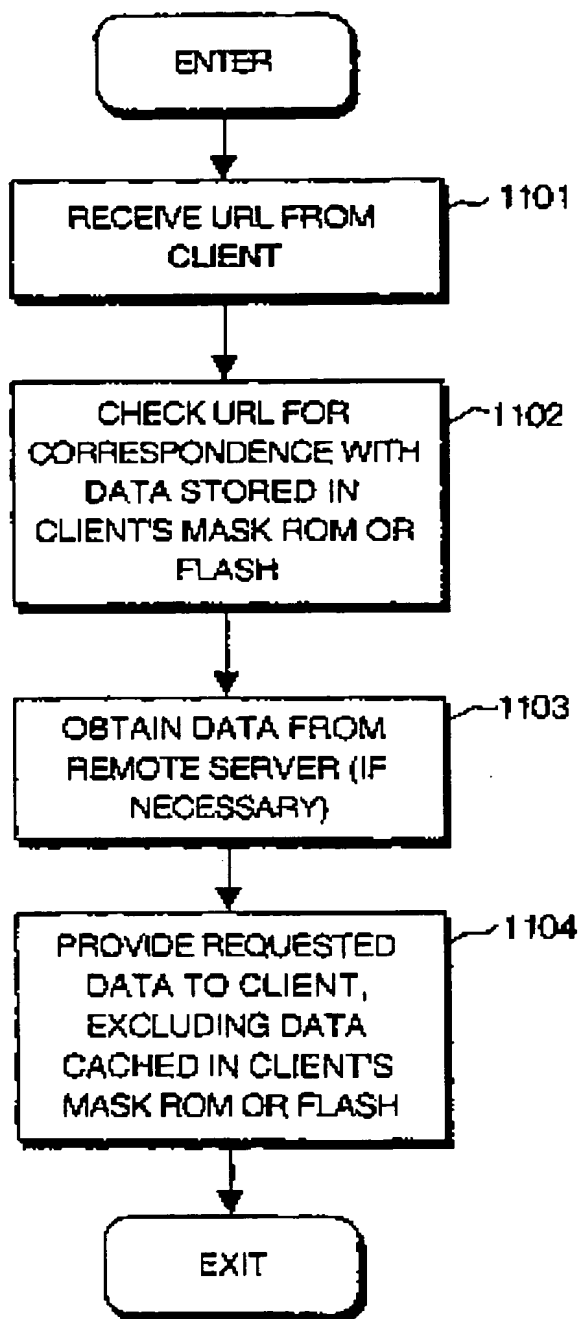 ENTER
RECEIVE URL FROM
CLIENT
1101
CHECK URL FOR
CORRESPONDENCE WITH
DATA STORED IN
CLIENT'S MASK ROM OR
FLASH
1102
OBTAIN DATA FROM
REMOTE SERVER (IF
NECESSARY)
1103
PROVIDE REQUESTED
DATA TO CLIENT,
EXCLUDING DATA
CACHED IN CLIENT'S
MASK ROM OR FLASH
1104
EXIT